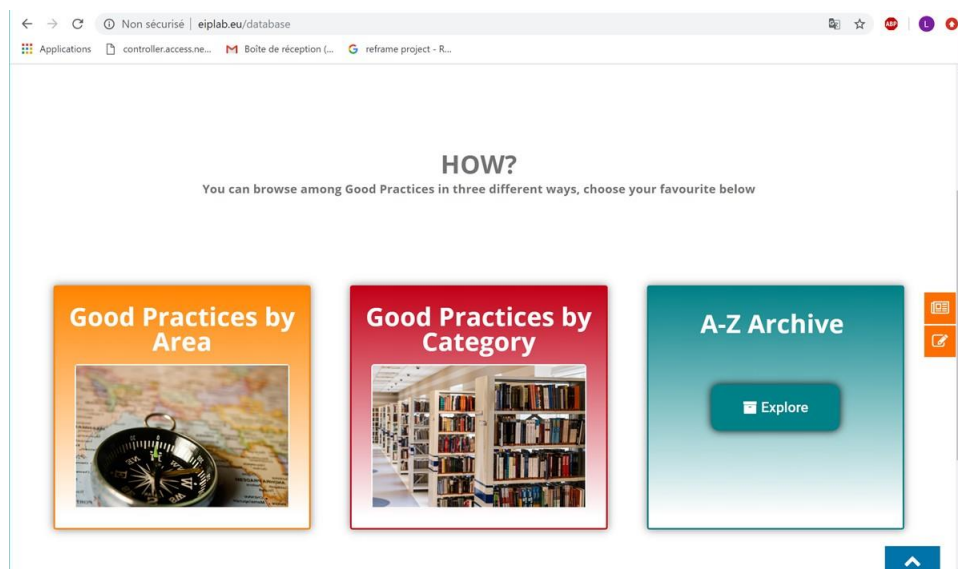 Non sécurisé | eiplab.eu/database
ABP
L
Applications controller.access.ne... Boîte de réception (... reframe project - R...
HOW?
You can browse among Good Practices in three different ways, choose your favourite below
Good Practices by
Area
Good Practices by
Category
A-Z Archive
Explore